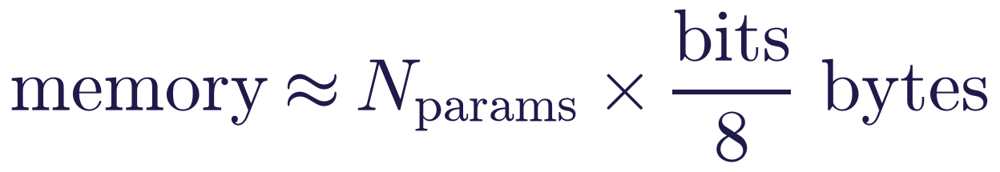 memory ≈ N_params × bits/8 bytes